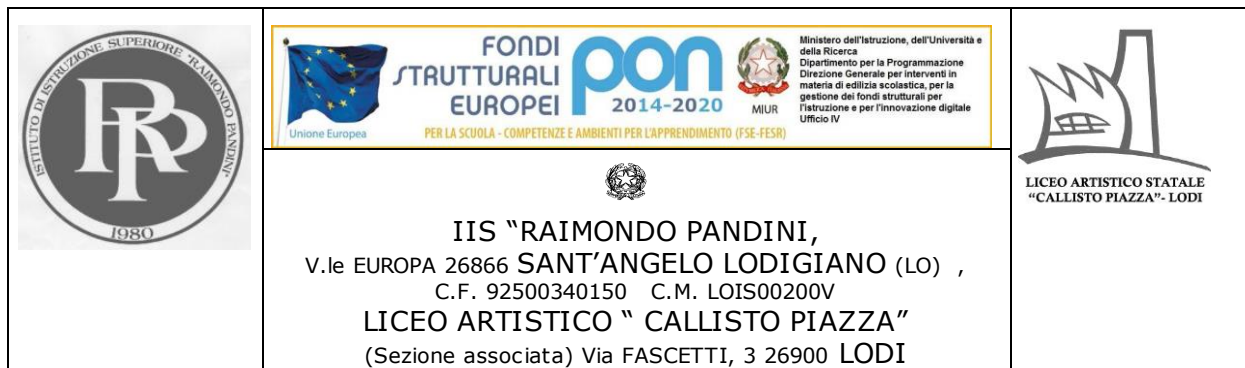 ISTITUTO DI ISTRUZIONE SUPERIORE "RAIMONDO PANDINI"
1980
Unione Europea
FONDI
STRUTTURALI
EUROPEI
pon
2014-2020
MIUR
Ministero dell'Istruzione, dell'Università e
della Ricerca
Dipartimento per la Programmazione
Direzione Generale per interventi in
materia di edilizia scolastica, per la
gestione dei fondi strutturali per
l'istruzione e per l'innovazione digitale
Ufficio IV
PER LA SCUOLA - COMPETENZE E AMBIENTI PER L'APPRENDIMENTO (FSE-FESR)
LICEO ARTISTICO STATALE
"CALLISTO PIAZZA"- LODI
IIS “RAIMONDO PANDINI,
V.le EUROPA 26866 SANT’ANGELO LODIGIANO (LO) ,
C.F. 92500340150 C.M. LOIS00200V
LICEO ARTISTICO “ CALLISTO PIAZZA”
(Sezione associata) Via FASCETTI, 3 26900 LODI